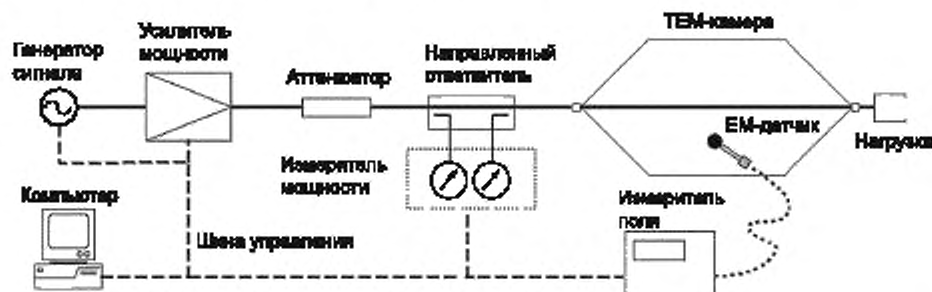 ТЕМ-камера
Усилитель
мощности
Генератор
сигнала
Направленный
ответвитель
Аттенюатор
ЕМ-датчик
Нагрузка
Измеритель
мощности
Компьютер
Измеритель
поля
Шина управления